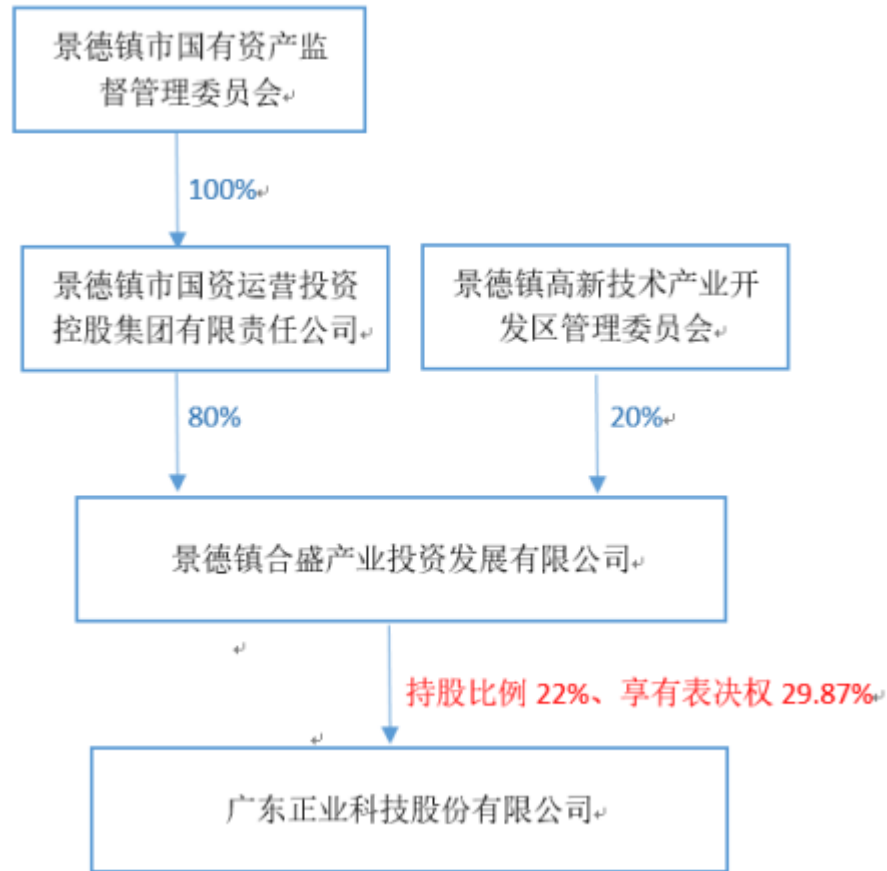 景德镇市国有资产监
督管理委员会
100%
景德镇市国资运营投资
控股集团有限责任公司
景德镇高新技术产业开
发区管理委员会
80%
20%
景德镇合盛产业投资发展有限公司
持股比例 22%、享有表决权 29.87%
广东正业科技股份有限公司